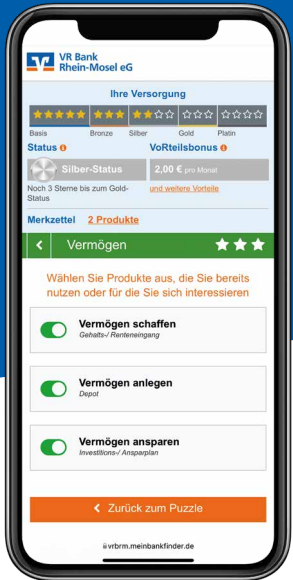 VR Bank
Rhein-Mosel eG
Ihre Versorgung
Basis Bronze Silber Gold Platin
Status VoRteilsbonus
Silber-Status 2,00 € pro Monat
Noch 3 Sterne bis zum Gold-
Status
und weitere Vorteile
Merkzettel 2 Produkte
Vermögen
Wählen Sie Produkte aus, die Sie bereits
nutzen oder für die Sie sich interessieren
Vermögen schaffen
Gehalts-/ Renteneingang
Vermögen anlegen
Depot
Vermögen ansparen
Investitions-/ Ansparplan
Zurück zum Puzzle
vrbrm.meinbankfinder.de